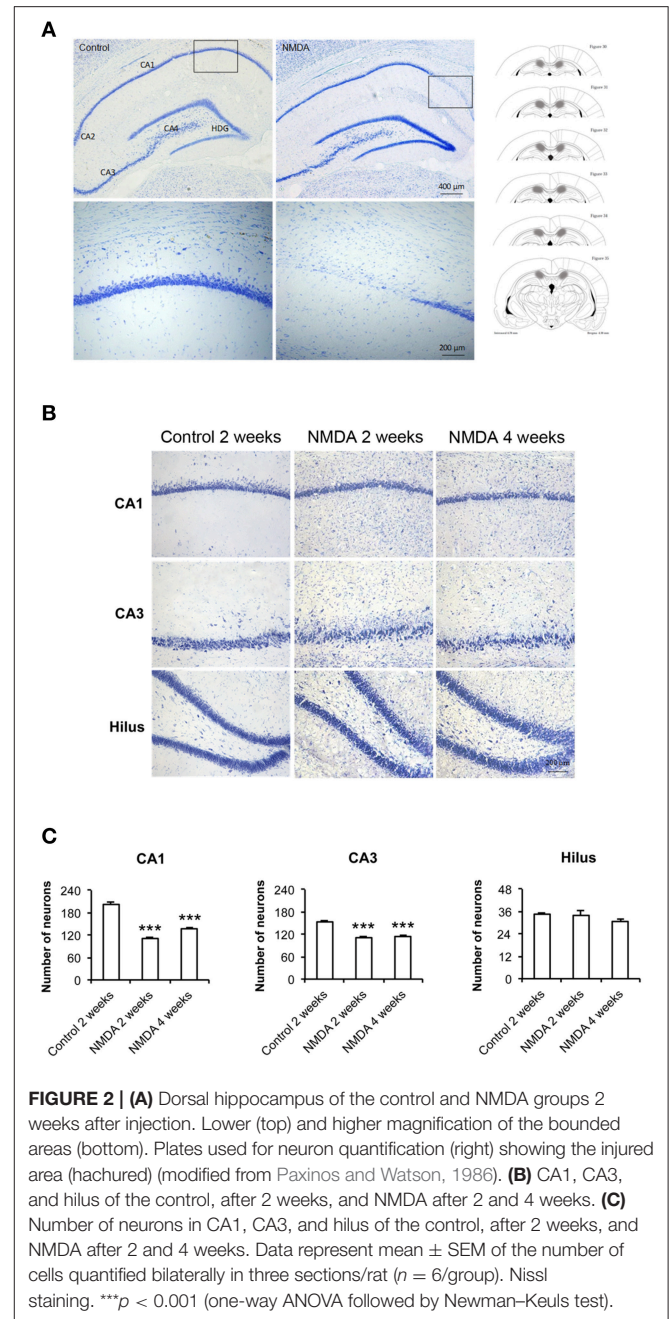 A
Control
NMDA
CA1
CA2
CA4
HDG
CA3
400 µm
200 µm
Figure 33
B
Control 2 weeks
NMDA 2 weeks
NMDA 4 weeks
CA1
CA3
Hilus
200 µm
C
CA1
Number of neurons
240
180
120
60
0
***
***
Control 2 weeks
NMDA 2 weeks
NMDA 4 weeks
CA3
Number of neurons
240
180
120
60
0
***
***
Control 2 weeks
NMDA 2 weeks
NMDA 4 weeks
Hilus
Number of neurons
48
36
24
12
0
Control 2 weeks
NMDA 2 weeks
NMDA 4 weeks
FIGURE 2 | (A) Dorsal hippocampus of the control and NMDA groups 2
weeks after injection. Lower (top) and higher magnification of the bounded
areas (bottom). Plates used for neuron quantification (right) showing the injured
area (hachured) (modified from Paxinos and Watson, 1986). (B) CA1, CA3,
and hilus of the control, after 2 weeks, and NMDA after 2 and 4 weeks. (C)
Number of neurons in CA1, CA3, and hilus of the control, after 2 weeks, and
NMDA after 2 and 4 weeks. Data represent mean ± SEM of the number of
cells quantified bilaterally in three sections/rat (n = 6/group). Nissl
staining. ***p < 0.001 (one-way ANOVA followed by Newman–Keuls test).